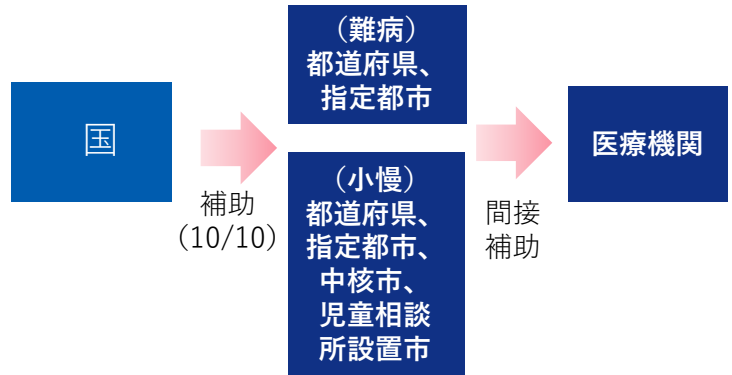 国
補助
（10/10）
（難病）
都道府県、
指定都市
（小慢）
都道府県、
指定都市、
中核市、
児童相談
所設置市
間接
補助
医療機関